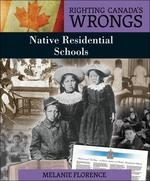 RIGHTING CANADA'S
WRONGS
Native Residential
Schools
MELANIE FLORENCE